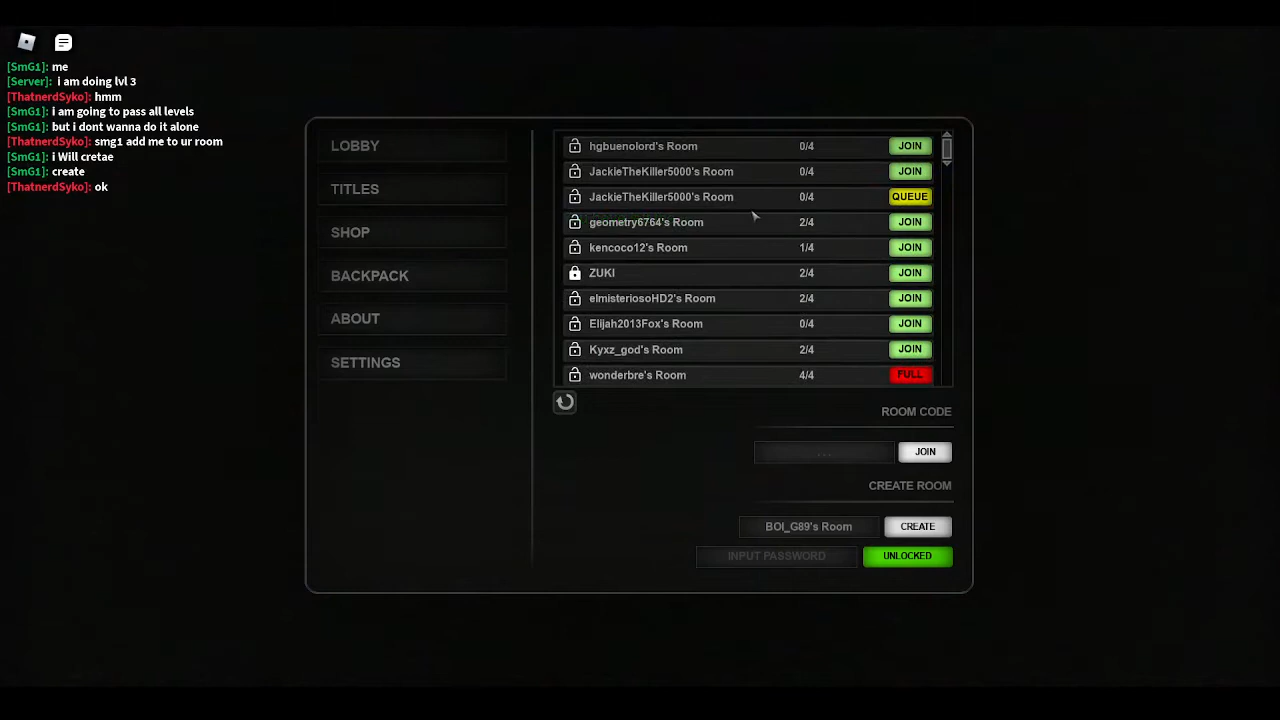 [SmG1]: me
[Server]: i am doing lvl 3
[ThatnerdSyko]: hmm
[SmG1]: i am going to pass all levels
[SmG1]: but i dont wanna do it alone
[ThatnerdSyko]: smg1 add me to ur room
[SmG1]: i Will cretae
[SmG1]: create
[ThatnerdSyko]: ok
LOBBY
TITLES
SHOP
BACKPACK
ABOUT
SETTINGS
hgbuenolord's Room 0/4 JOIN
JackieTheKiller5000's Room 0/4 JOIN
JackieTheKiller5000's Room 0/4 QUEUE
geometry6764's Room 2/4 JOIN
kencoco12's Room 1/4 JOIN
ZUKI 2/4 JOIN
elmisteriosoHD2's Room 2/4 JOIN
Elijah2013Fox's Room 0/4 JOIN
Kyxz_god's Room 2/4 JOIN
wonderbre's Room 4/4 FULL
ROOM CODE
... JOIN
CREATE ROOM
BOI_G89's Room CREATE
INPUT PASSWORD UNLOCKED